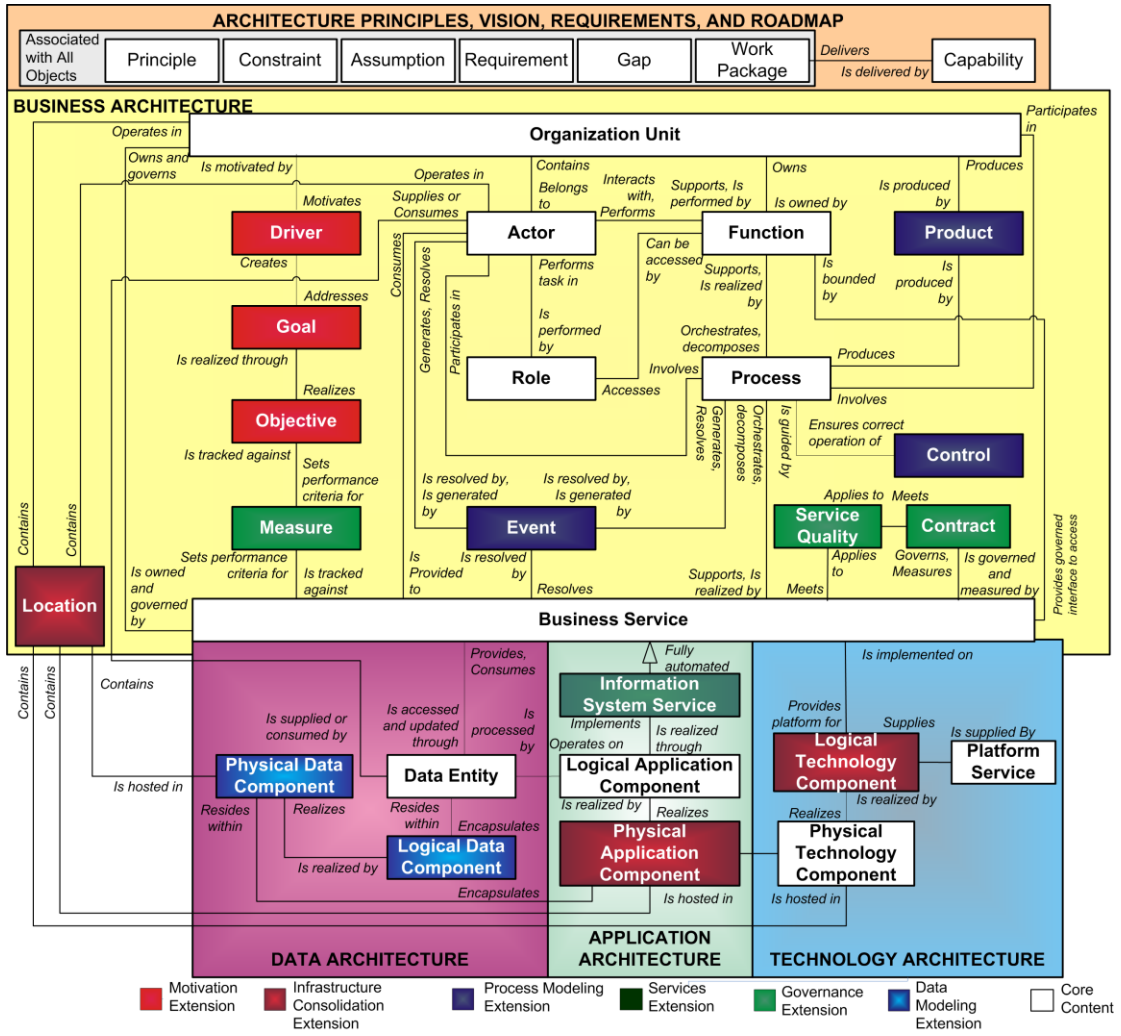 ARCHITECTURE PRINCIPLES, VISION, REQUIREMENTS, AND ROADMAP
Associated
with All
Objects
Principle
Constraint
Assumption
Requirement
Gap
Work
Package
Delivers
Is delivered by
Capability
BUSINESS ARCHITECTURE
Operates in
Organization Unit
Participates
in
Owns and
governs
Is motivated by
Operates in
Contains
Belongs
to
Interacts
with,
Performs
Owns
Supports, Is
performed by
Is owned by
Produces
Is produced
by
Motivates
Supplies or
Consumes
Driver
Actor
Function
Product
Creates
Consumes
Generates, Resolves
Participates in
Performs
task in
Can be
accessed
by
Supports,
Is realized
by
Is
bounded
by
Is
produced
by
Addresses
Goal
Is realized through
Is
performed
by
Orchestrates,
decomposes
Produces
Realizes
Role
Accesses
Involves
Process
Involves
Objective
Generates,
Resolves
Orchestrates,
decomposes
Is guided
by
Ensures correct
operation of
Control
Is tracked against
Sets
performance
criteria for
Is resolved by,
Is generated
by
Is resolved by,
Is generated
by
Applies to
Meets
Measure
Event
Service
Quality
Contract
Contains
Contains
Provides governed
interface to access
Sets performance
criteria for
Is tracked
against
Is
Provided
to
Is resolved
by
Resolves
Supports, Is
realized by
Meets
Applies
to
Governs,
Measures
Is governed
and
measured by
Location
Is owned
and
governed
by
Business Service
Contains
Contains
Contains
Provides,
Consumes
Fully
automated
Is implemented on
Information
System Service
Is supplied or
consumed by
Is accessed
and updated
through
Is
processed
by
Implements
Is realized
through
Operates on
Provides
platform for
Supplies
Is supplied By
Physical Data
Component
Data Entity
Logical Application
Component
Logical
Technology
Component
Platform
Service
Is hosted in
Resides
within
Realizes
Resides
within
Encapsulates
Is realized by
Realizes
Is realized by
Realizes
Is realized by
Logical Data
Component
Physical
Application
Component
Physical
Technology
Component
Encapsulates
Is hosted in
Is hosted in
DATA ARCHITECTURE
APPLICATION
ARCHITECTURE
TECHNOLOGY ARCHITECTURE
Motivation
Extension
Infrastructure
Consolidation
Extension
Process Modeling
Extension
Services
Extension
Governance
Extension
Data
Modeling
Extension
Core
Content